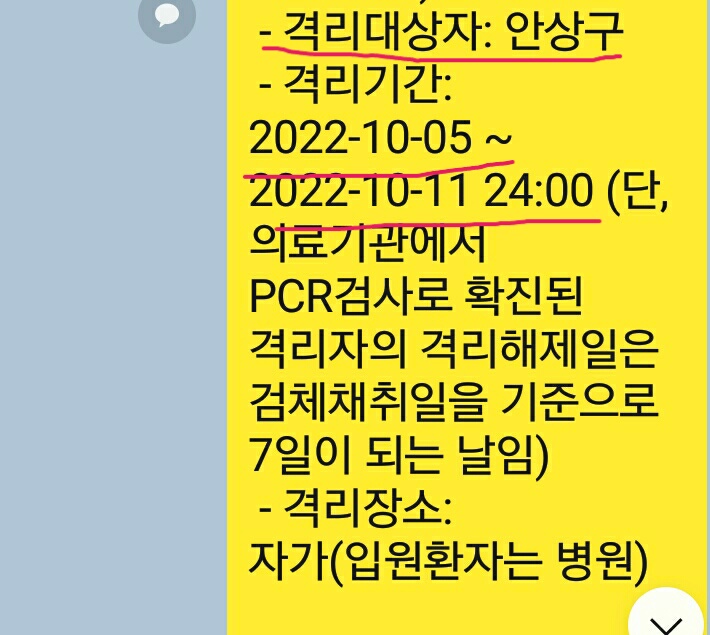 - 격리대상자: 안상구
- 격리기간:
2022-10-05 ~
2022-10-11 24:00 (단,
의료기관에서
PCR검사로 확진된
격리자의 격리해제일은
검체채취일을 기준으로
7일이 되는 날임)
- 격리장소:
자가(입원환자는 병원)